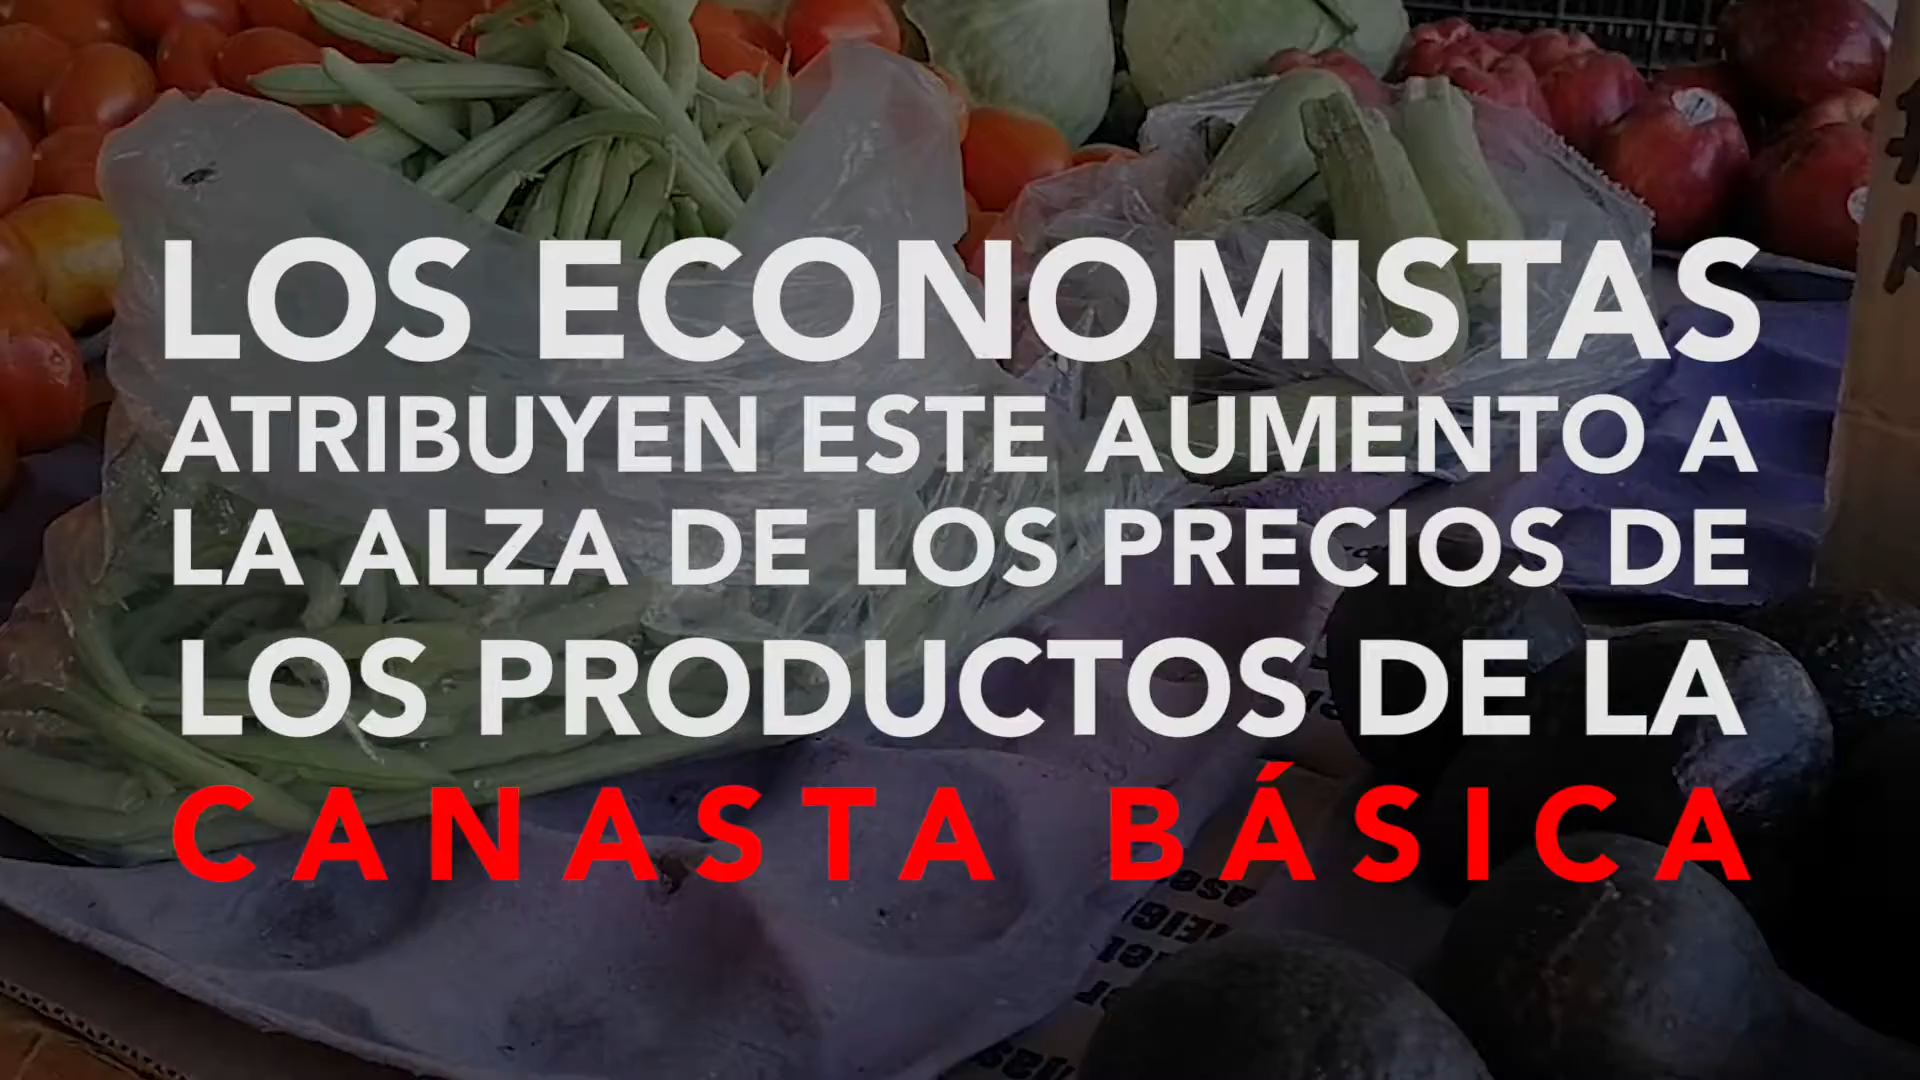 LOS ECONOMISTAS
ATRIBUYEN ESTE AUMENTO A
LA ALZA DE LOS PRECIOS DE
LOS PRODUCTOS DE LA
CANASTA BÁSICA